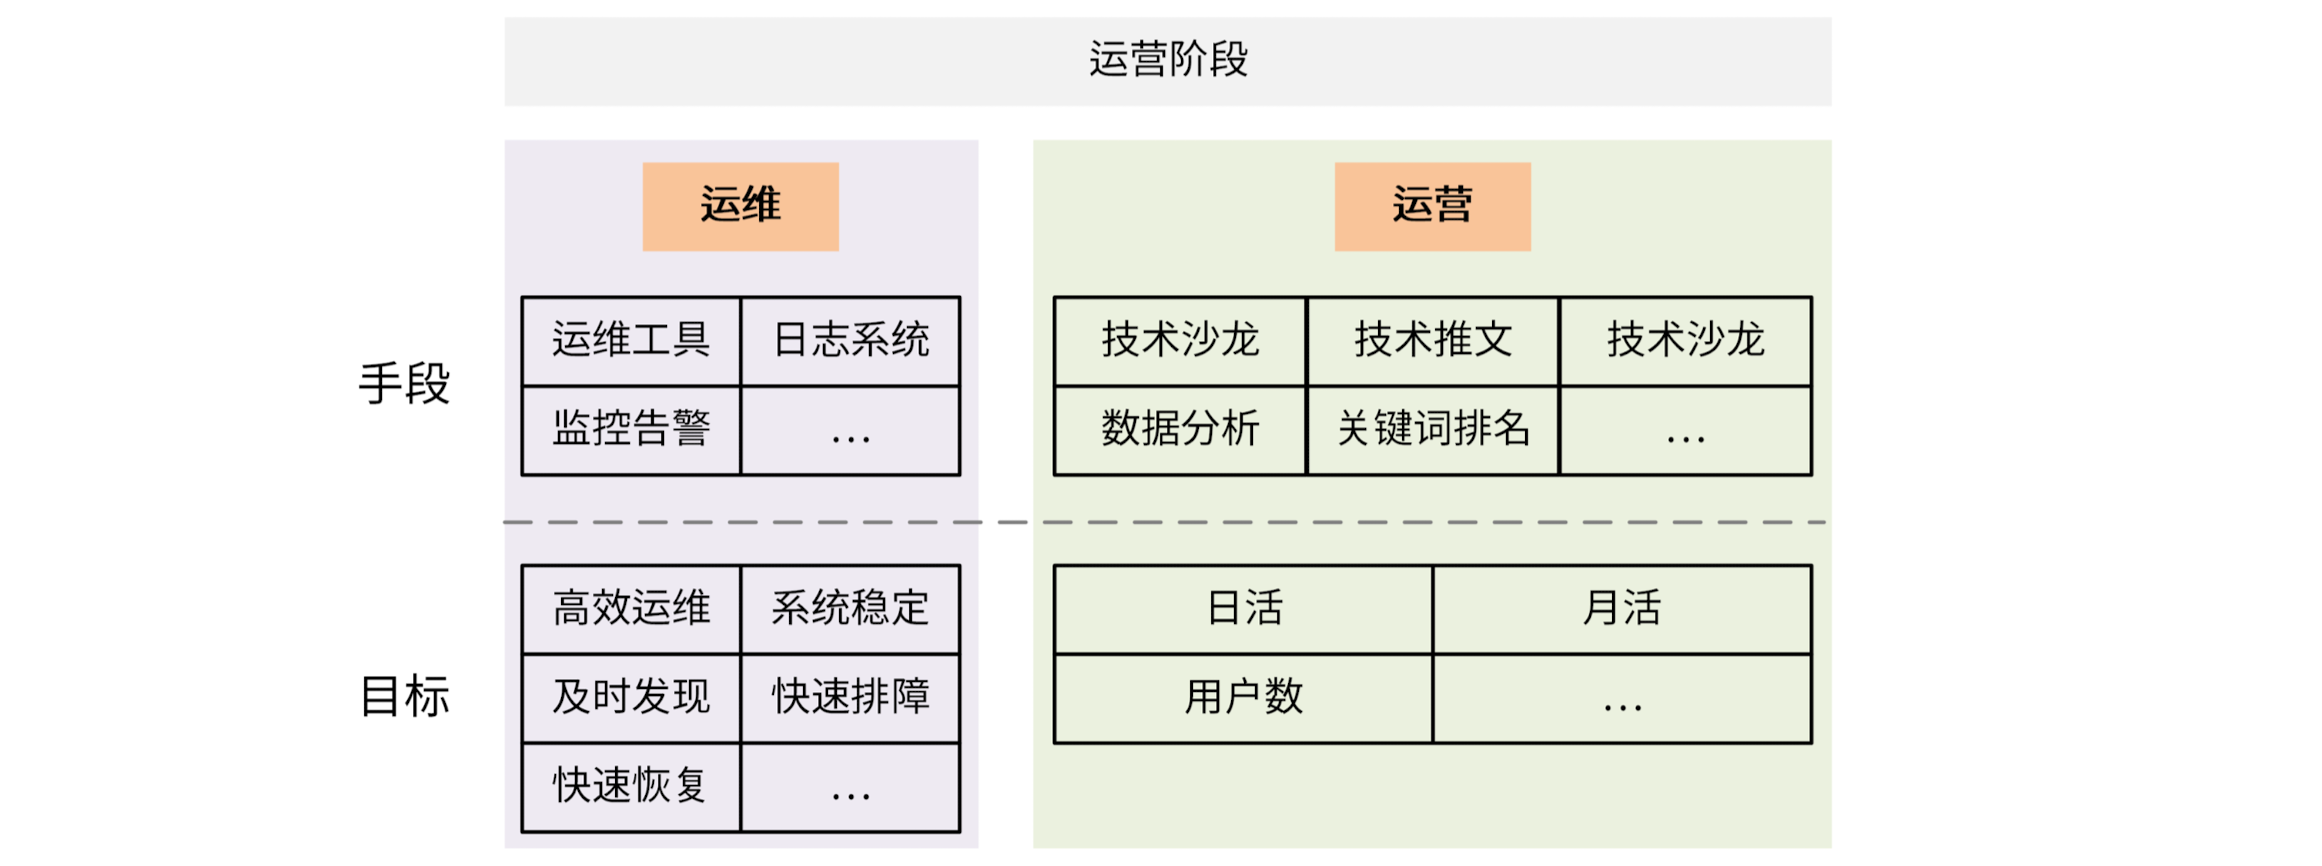 运营阶段
运维
运营
手段
运维工具 日志系统
监控告警 ...
技术沙龙 技术推文 技术沙龙
数据分析 关键词排名 ...
目标
高效运维 系统稳定
及时发现 快速排障
快速恢复 ...
日活 月活
用户数 ...